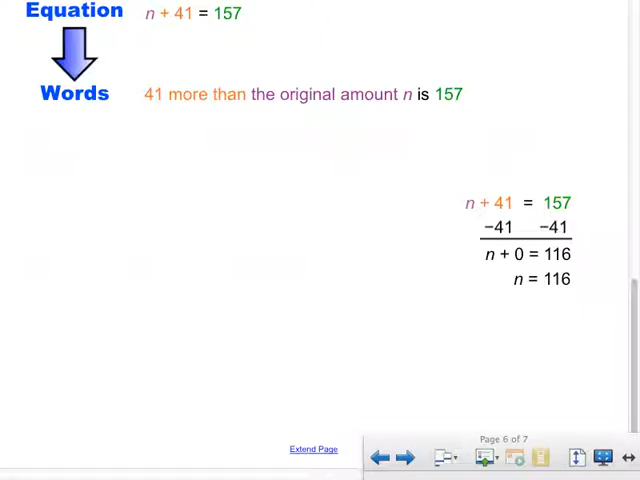 Equation n + 41 = 157
Words 41 more than the original amount n is 157
n + 41 = 157
−41 −41
n + 0 = 116
n = 116
Extend Page
Page 6 of 7